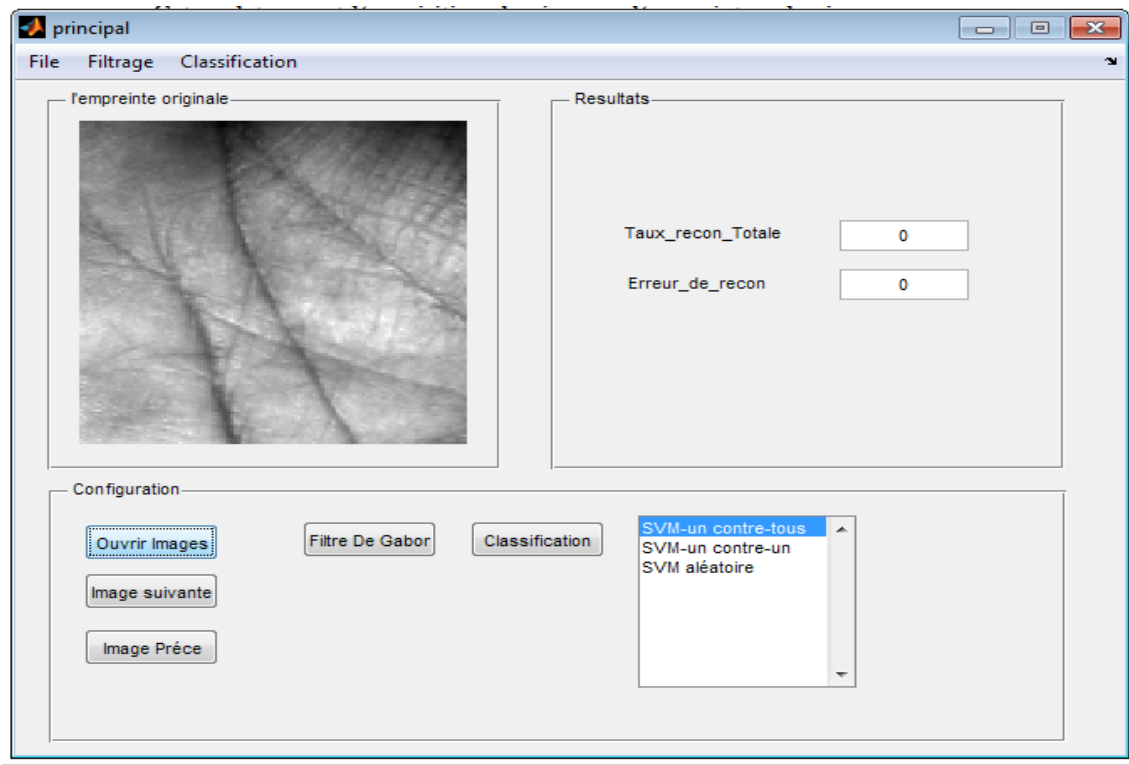 principal
File Filtrage Classification
l'empreinte originale
Resultats
Taux_recon_Totale 0
Erreur_de_recon 0
Configuration
Ouvrir Images
Image suivante
Image Préce
Filtre De Gabor
Classification
SVM-un contre-tous
SVM-un contre-un
SVM aléatoire